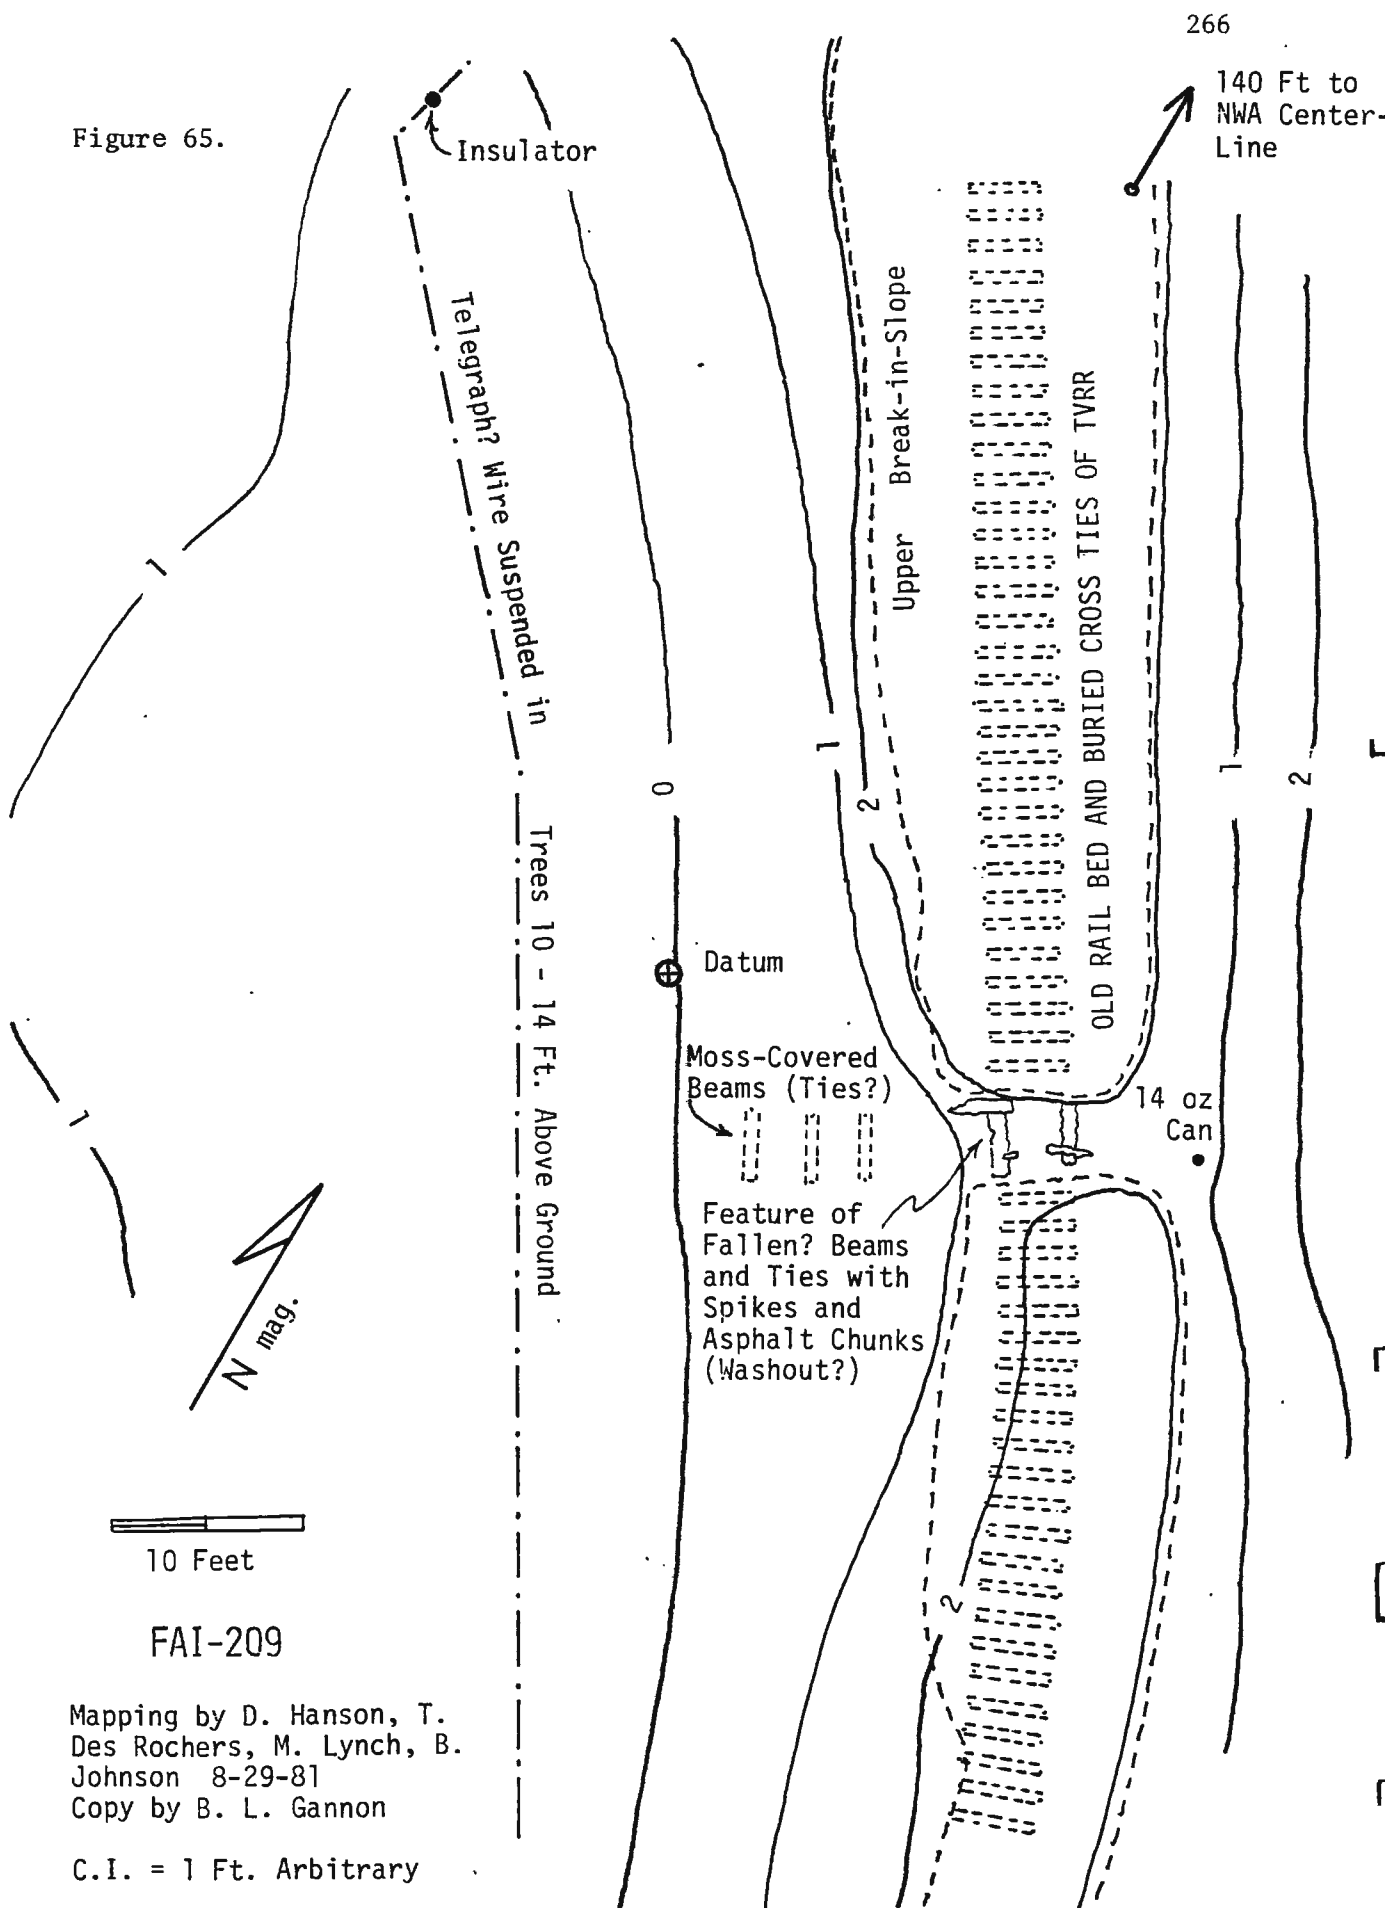 266
140 Ft to
NWA Center-
Line
Figure 65.
Insulator
Telegraph? Wire Suspended in
Trees 10 - 14 Ft. Above Ground
Upper Break-in-Slope
OLD RAIL BED AND BURIED CROSS TIES OF TVRR
1
0
1
2
1
2
Datum
Moss-Covered
Beams (Ties?)
14 oz
Can
1
Feature of
Fallen? Beams
and Ties with
Spikes and
Asphalt Chunks
(Washout?)
N mag.
2
10 Feet
FAI-209
Mapping by D. Hanson, T.
Des Rochers, M. Lynch, B.
Johnson 8-29-81
Copy by B. L. Gannon
C.I. = 1 Ft. Arbitrary